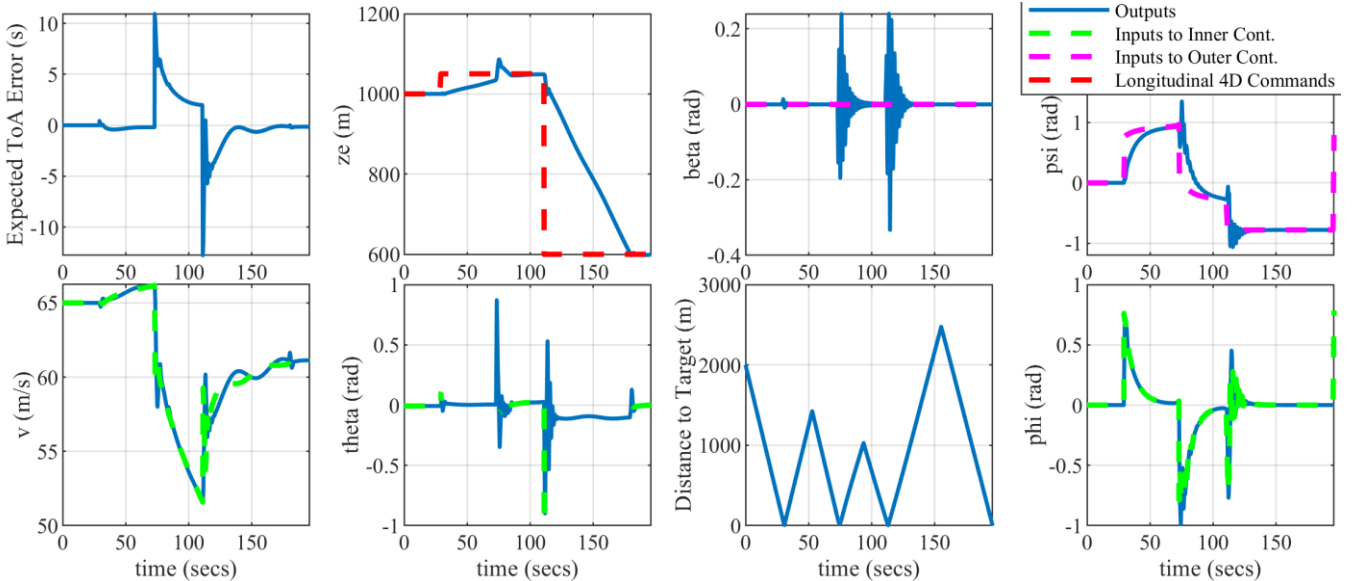 Expected ToA Error (s)
10
5
0
-5
-10
0 50 100 150
ze (m)
1200
1000
800
600
0 50 100 150
beta (rad)
0.2
0
-0.2
-0.4
0 50 100 150
Outputs
Inputs to Inner Cont.
Inputs to Outer Cont.
Longitudinal 4D Commands
psi (rad)
1
0
-1
0 50 100 150
v (m/s)
65
60
55
50
0 50 100 150
time (secs)
theta (rad)
1
0.5
0
-0.5
-1
0 50 100 150
time (secs)
Distance to Target (m)
3000
2000
1000
0
0 50 100 150
time (secs)
phi (rad)
1
0.5
0
-0.5
-1
0 50 100 150
time (secs)